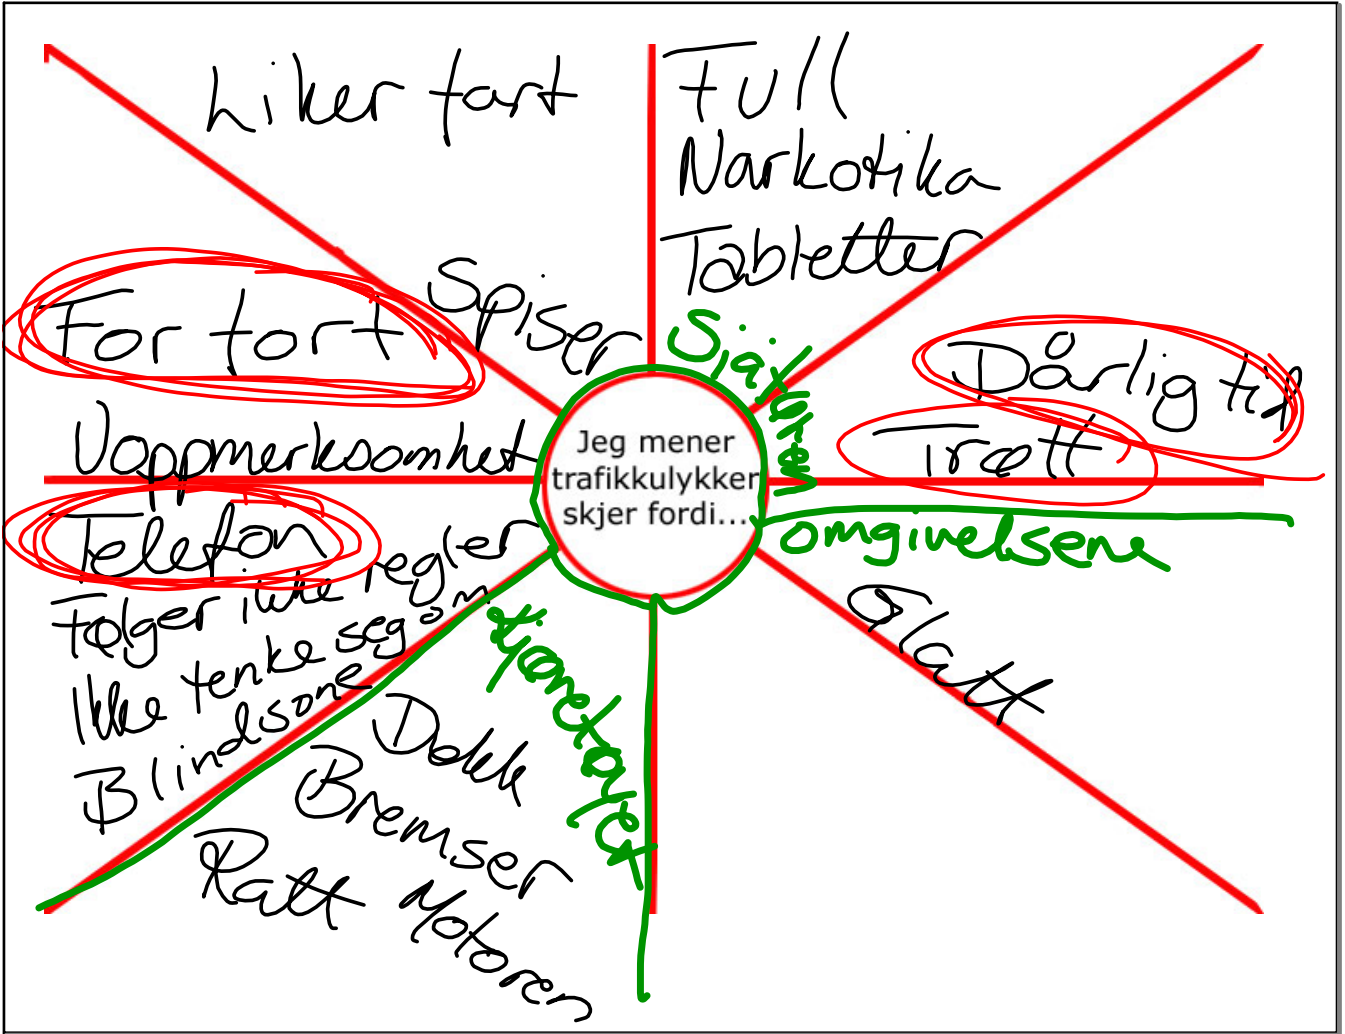 Liker fart
Full
Narkotika
Tabletter
Spiser
For fort
Uoppmerksomhet
Sjåføren
Dårlig tid
Trøtt
Jeg mener
trafikkulykker
skjer fordi...
Telefon
Følger ikke regler
Ikke tenke seg om
Blindsone
omgivelsene
Glatt
kjøretøyet
Dekk
Bremser
Ratt
Motoren